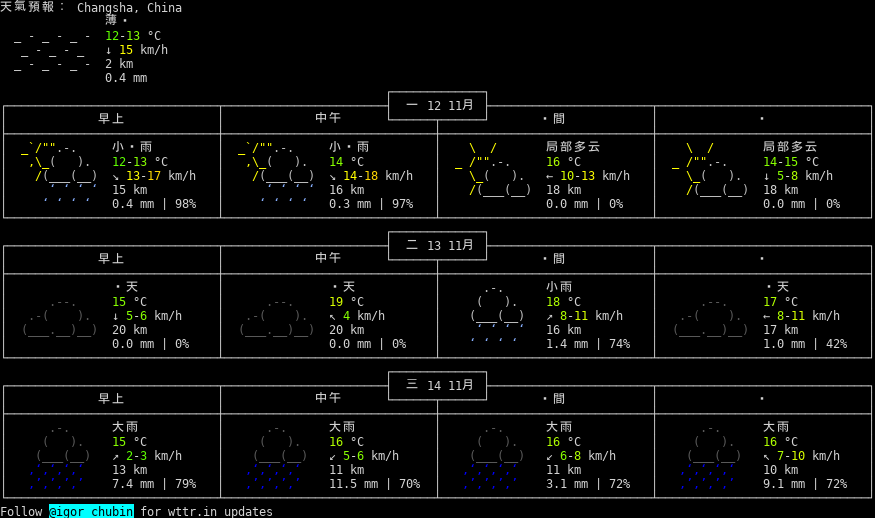 天氣預報： Changsha, China
薄・
12-13 °C
↓ 15 km/h
2 km
0.4 mm
一 12 11月
早上 中午 ・間 ・
小・雨 小・雨 局部多云 局部多云
12-13 °C 14 °C 16 °C 14-15 °C
↘ 13-17 km/h ↘ 14-18 km/h ← 10-13 km/h ↓ 5-8 km/h
15 km 16 km 18 km 18 km
0.4 mm | 98% 0.3 mm | 97% 0.0 mm | 0% 0.0 mm | 0%
二 13 11月
早上 中午 ・間 ・
・天 ・天 小雨 ・天
15 °C 19 °C 18 °C 17 °C
↓ 5-6 km/h ↖ 4 km/h ↗ 8-11 km/h ← 8-11 km/h
20 km 20 km 16 km 17 km
0.0 mm | 0% 0.0 mm | 0% 1.4 mm | 74% 1.0 mm | 42%
三 14 11月
早上 中午 ・間 ・
大雨 大雨 大雨 大雨
15 °C 16 °C 16 °C 16 °C
↗ 2-3 km/h ↙ 5-6 km/h ↙ 6-8 km/h ↖ 7-10 km/h
13 km 11 km 11 km 10 km
7.4 mm | 79% 11.5 mm | 70% 3.1 mm | 72% 9.1 mm | 72%
Follow @igor_chubin for wttr.in updates